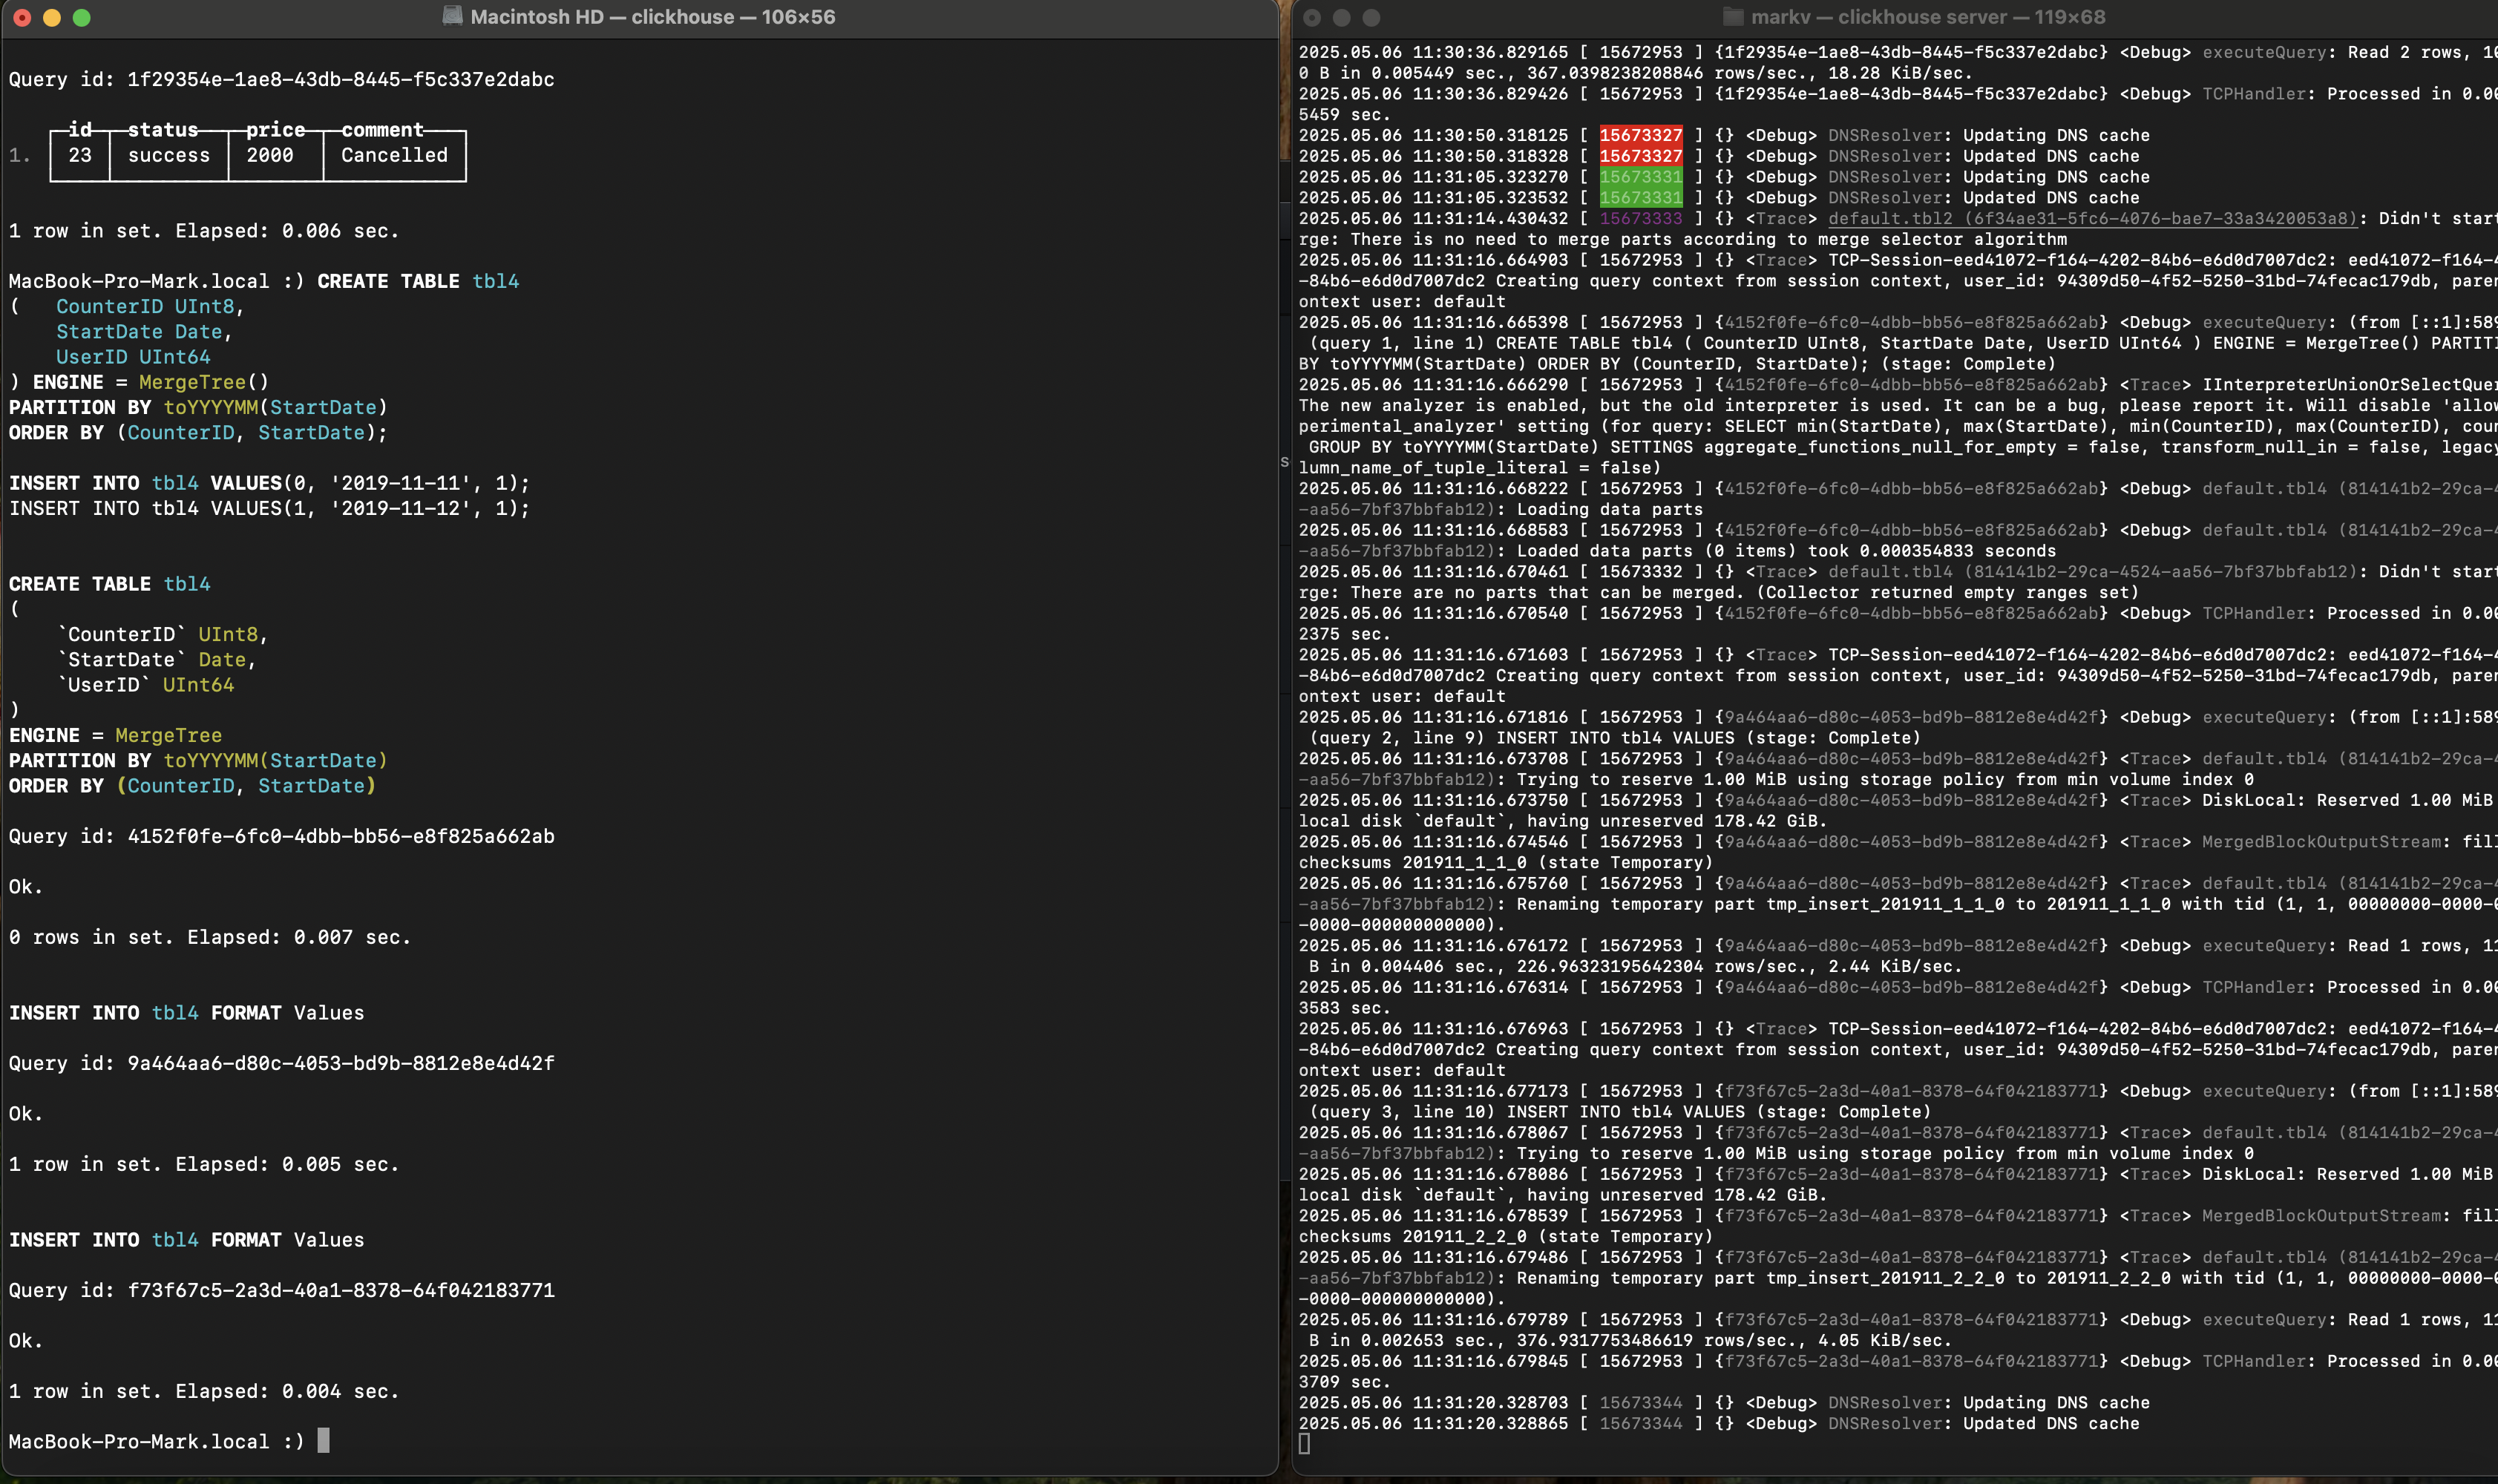 Macintosh HD — clickhouse — 106×56
Query id: 1f29354e-1ae8-43db-8445-f5c337e2dabc
id status price comment
1. 23 success 2000 Cancelled
1 row in set. Elapsed: 0.006 sec.
MacBook-Pro-Mark.local :) CREATE TABLE tbl4
(   CounterID UInt8,
    StartDate Date,
    UserID UInt64
) ENGINE = MergeTree()
PARTITION BY toYYYYMM(StartDate)
ORDER BY (CounterID, StartDate);
INSERT INTO tbl4 VALUES(0, '2019-11-11', 1);
INSERT INTO tbl4 VALUES(1, '2019-11-12', 1);
CREATE TABLE tbl4
(
    `CounterID` UInt8,
    `StartDate` Date,
    `UserID` UInt64
)
ENGINE = MergeTree
PARTITION BY toYYYYMM(StartDate)
ORDER BY (CounterID, StartDate)
Query id: 4152f0fe-6fc0-4dbb-bb56-e8f825a662ab
Ok.
0 rows in set. Elapsed: 0.007 sec.
INSERT INTO tbl4 FORMAT Values
Query id: 9a464aa6-d80c-4053-bd9b-8812e8e4d42f
Ok.
1 row in set. Elapsed: 0.005 sec.
INSERT INTO tbl4 FORMAT Values
Query id: f73f67c5-2a3d-40a1-8378-64f042183771
Ok.
1 row in set. Elapsed: 0.004 sec.
MacBook-Pro-Mark.local :)
markv — clickhouse server — 119×68
2025.05.06 11:30:36.829165 [ 15672953 ] {1f29354e-1ae8-43db-8445-f5c337e2dabc} <Debug> executeQuery: Read 2 rows, 10
0 B in 0.005449 sec., 367.0398238208846 rows/sec., 18.28 KiB/sec.
2025.05.06 11:30:36.829426 [ 15672953 ] {1f29354e-1ae8-43db-8445-f5c337e2dabc} <Debug> TCPHandler: Processed in 0.00
5459 sec.
2025.05.06 11:30:50.318125 [ 15673327 ] {} <Debug> DNSResolver: Updating DNS cache
2025.05.06 11:30:50.318328 [ 15673327 ] {} <Debug> DNSResolver: Updated DNS cache
2025.05.06 11:31:05.323270 [ 15673331 ] {} <Debug> DNSResolver: Updating DNS cache
2025.05.06 11:31:05.323532 [ 15673331 ] {} <Debug> DNSResolver: Updated DNS cache
2025.05.06 11:31:14.430432 [ 15673333 ] {} <Trace> default.tbl2 (6f34ae31-5fc6-4076-bae7-33a3420053a8): Didn't start
rge: There is no need to merge parts according to merge selector algorithm
2025.05.06 11:31:16.664903 [ 15672953 ] {} <Trace> TCP-Session-eed41072-f164-4202-84b6-e6d0d7007dc2: eed41072-f164-4
-84b6-e6d0d7007dc2 Creating query context from session context, user_id: 94309d50-4f52-5250-31bd-74fecac179db, paren
ontext user: default
2025.05.06 11:31:16.665398 [ 15672953 ] {4152f0fe-6fc0-4dbb-bb56-e8f825a662ab} <Debug> executeQuery: (from [::1]:589
 (query 1, line 1) CREATE TABLE tbl4 ( CounterID UInt8, StartDate Date, UserID UInt64 ) ENGINE = MergeTree() PARTITI
BY toYYYYMM(StartDate) ORDER BY (CounterID, StartDate); (stage: Complete)
2025.05.06 11:31:16.666290 [ 15672953 ] {4152f0fe-6fc0-4dbb-bb56-e8f825a662ab} <Trace> IInterpreterUnionOrSelectQuer
The new analyzer is enabled, but the old interpreter is used. It can be a bug, please report it. Will disable 'allow
perimental_analyzer' setting (for query: SELECT min(StartDate), max(StartDate), min(CounterID), max(CounterID), coun
 GROUP BY toYYYYMM(StartDate) SETTINGS aggregate_functions_null_for_empty = false, transform_null_in = false, legacy
lumn_name_of_tuple_literal = false)
2025.05.06 11:31:16.668222 [ 15672953 ] {4152f0fe-6fc0-4dbb-bb56-e8f825a662ab} <Debug> default.tbl4 (814141b2-29ca-4
-aa56-7bf37bbfab12): Loading data parts
2025.05.06 11:31:16.668583 [ 15672953 ] {4152f0fe-6fc0-4dbb-bb56-e8f825a662ab} <Debug> default.tbl4 (814141b2-29ca-4
-aa56-7bf37bbfab12): Loaded data parts (0 items) took 0.000354833 seconds
2025.05.06 11:31:16.670461 [ 15673332 ] {} <Trace> default.tbl4 (814141b2-29ca-4524-aa56-7bf37bbfab12): Didn't start
rge: There are no parts that can be merged. (Collector returned empty ranges set)
2025.05.06 11:31:16.670540 [ 15672953 ] {4152f0fe-6fc0-4dbb-bb56-e8f825a662ab} <Debug> TCPHandler: Processed in 0.00
2375 sec.
2025.05.06 11:31:16.671603 [ 15672953 ] {} <Trace> TCP-Session-eed41072-f164-4202-84b6-e6d0d7007dc2: eed41072-f164-4
-84b6-e6d0d7007dc2 Creating query context from session context, user_id: 94309d50-4f52-5250-31bd-74fecac179db, paren
ontext user: default
2025.05.06 11:31:16.671816 [ 15672953 ] {9a464aa6-d80c-4053-bd9b-8812e8e4d42f} <Debug> executeQuery: (from [::1]:589
 (query 2, line 9) INSERT INTO tbl4 VALUES (stage: Complete)
2025.05.06 11:31:16.673708 [ 15672953 ] {9a464aa6-d80c-4053-bd9b-8812e8e4d42f} <Trace> default.tbl4 (814141b2-29ca-4
-aa56-7bf37bbfab12): Trying to reserve 1.00 MiB using storage policy from min volume index 0
2025.05.06 11:31:16.673750 [ 15672953 ] {9a464aa6-d80c-4053-bd9b-8812e8e4d42f} <Trace> DiskLocal: Reserved 1.00 MiB
local disk `default`, having unreserved 178.42 GiB.
2025.05.06 11:31:16.674546 [ 15672953 ] {9a464aa6-d80c-4053-bd9b-8812e8e4d42f} <Trace> MergedBlockOutputStream: fill
checksums 201911_1_1_0 (state Temporary)
2025.05.06 11:31:16.675760 [ 15672953 ] {9a464aa6-d80c-4053-bd9b-8812e8e4d42f} <Trace> default.tbl4 (814141b2-29ca-4
-aa56-7bf37bbfab12): Renaming temporary part tmp_insert_201911_1_1_0 to 201911_1_1_0 with tid (1, 1, 00000000-0000-0
-0000-000000000000).
2025.05.06 11:31:16.676172 [ 15672953 ] {9a464aa6-d80c-4053-bd9b-8812e8e4d42f} <Debug> executeQuery: Read 1 rows, 11
 B in 0.004406 sec., 226.96323195642304 rows/sec., 2.44 KiB/sec.
2025.05.06 11:31:16.676314 [ 15672953 ] {9a464aa6-d80c-4053-bd9b-8812e8e4d42f} <Debug> TCPHandler: Processed in 0.00
3583 sec.
2025.05.06 11:31:16.676963 [ 15672953 ] {} <Trace> TCP-Session-eed41072-f164-4202-84b6-e6d0d7007dc2: eed41072-f164-4
-84b6-e6d0d7007dc2 Creating query context from session context, user_id: 94309d50-4f52-5250-31bd-74fecac179db, paren
ontext user: default
2025.05.06 11:31:16.677173 [ 15672953 ] {f73f67c5-2a3d-40a1-8378-64f042183771} <Debug> executeQuery: (from [::1]:589
 (query 3, line 10) INSERT INTO tbl4 VALUES (stage: Complete)
2025.05.06 11:31:16.678067 [ 15672953 ] {f73f67c5-2a3d-40a1-8378-64f042183771} <Trace> default.tbl4 (814141b2-29ca-4
-aa56-7bf37bbfab12): Trying to reserve 1.00 MiB using storage policy from min volume index 0
2025.05.06 11:31:16.678086 [ 15672953 ] {f73f67c5-2a3d-40a1-8378-64f042183771} <Trace> DiskLocal: Reserved 1.00 MiB
local disk `default`, having unreserved 178.42 GiB.
2025.05.06 11:31:16.678539 [ 15672953 ] {f73f67c5-2a3d-40a1-8378-64f042183771} <Trace> MergedBlockOutputStream: fill
checksums 201911_2_2_0 (state Temporary)
2025.05.06 11:31:16.679486 [ 15672953 ] {f73f67c5-2a3d-40a1-8378-64f042183771} <Trace> default.tbl4 (814141b2-29ca-4
-aa56-7bf37bbfab12): Renaming temporary part tmp_insert_201911_2_2_0 to 201911_2_2_0 with tid (1, 1, 00000000-0000-0
-0000-000000000000).
2025.05.06 11:31:16.679789 [ 15672953 ] {f73f67c5-2a3d-40a1-8378-64f042183771} <Debug> executeQuery: Read 1 rows, 11
 B in 0.002653 sec., 376.9317753486619 rows/sec., 4.05 KiB/sec.
2025.05.06 11:31:16.679845 [ 15672953 ] {f73f67c5-2a3d-40a1-8378-64f042183771} <Debug> TCPHandler: Processed in 0.00
3709 sec.
2025.05.06 11:31:20.328703 [ 15673344 ] {} <Debug> DNSResolver: Updating DNS cache
2025.05.06 11:31:20.328865 [ 15673344 ] {} <Debug> DNSResolver: Updated DNS cache